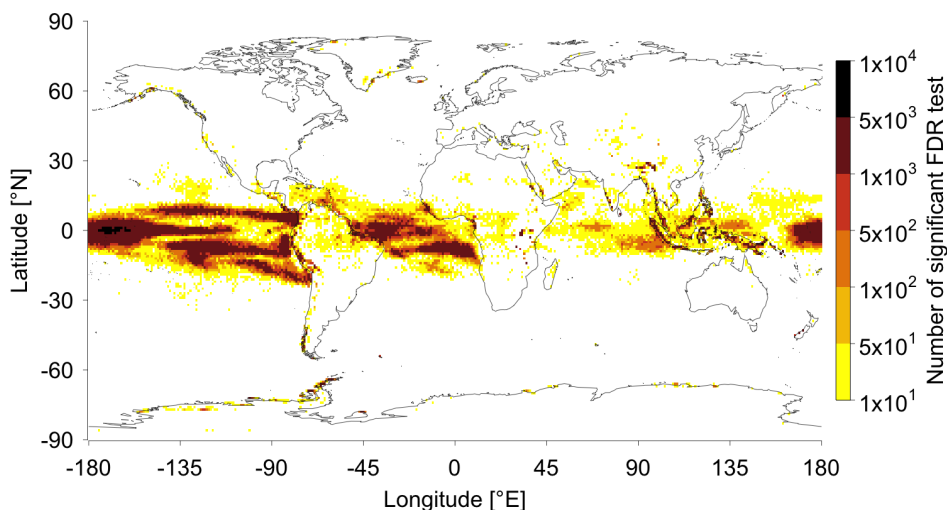 90
60
30
0
-30
-60
-90
Latitude [°N]
-180 -135 -90 -45 0 45 90 135 180
Longitude [°E]
1x10⁴
5x10³
1x10³
5x10²
1x10²
5x10¹
1x10¹
Number of significant FDR test